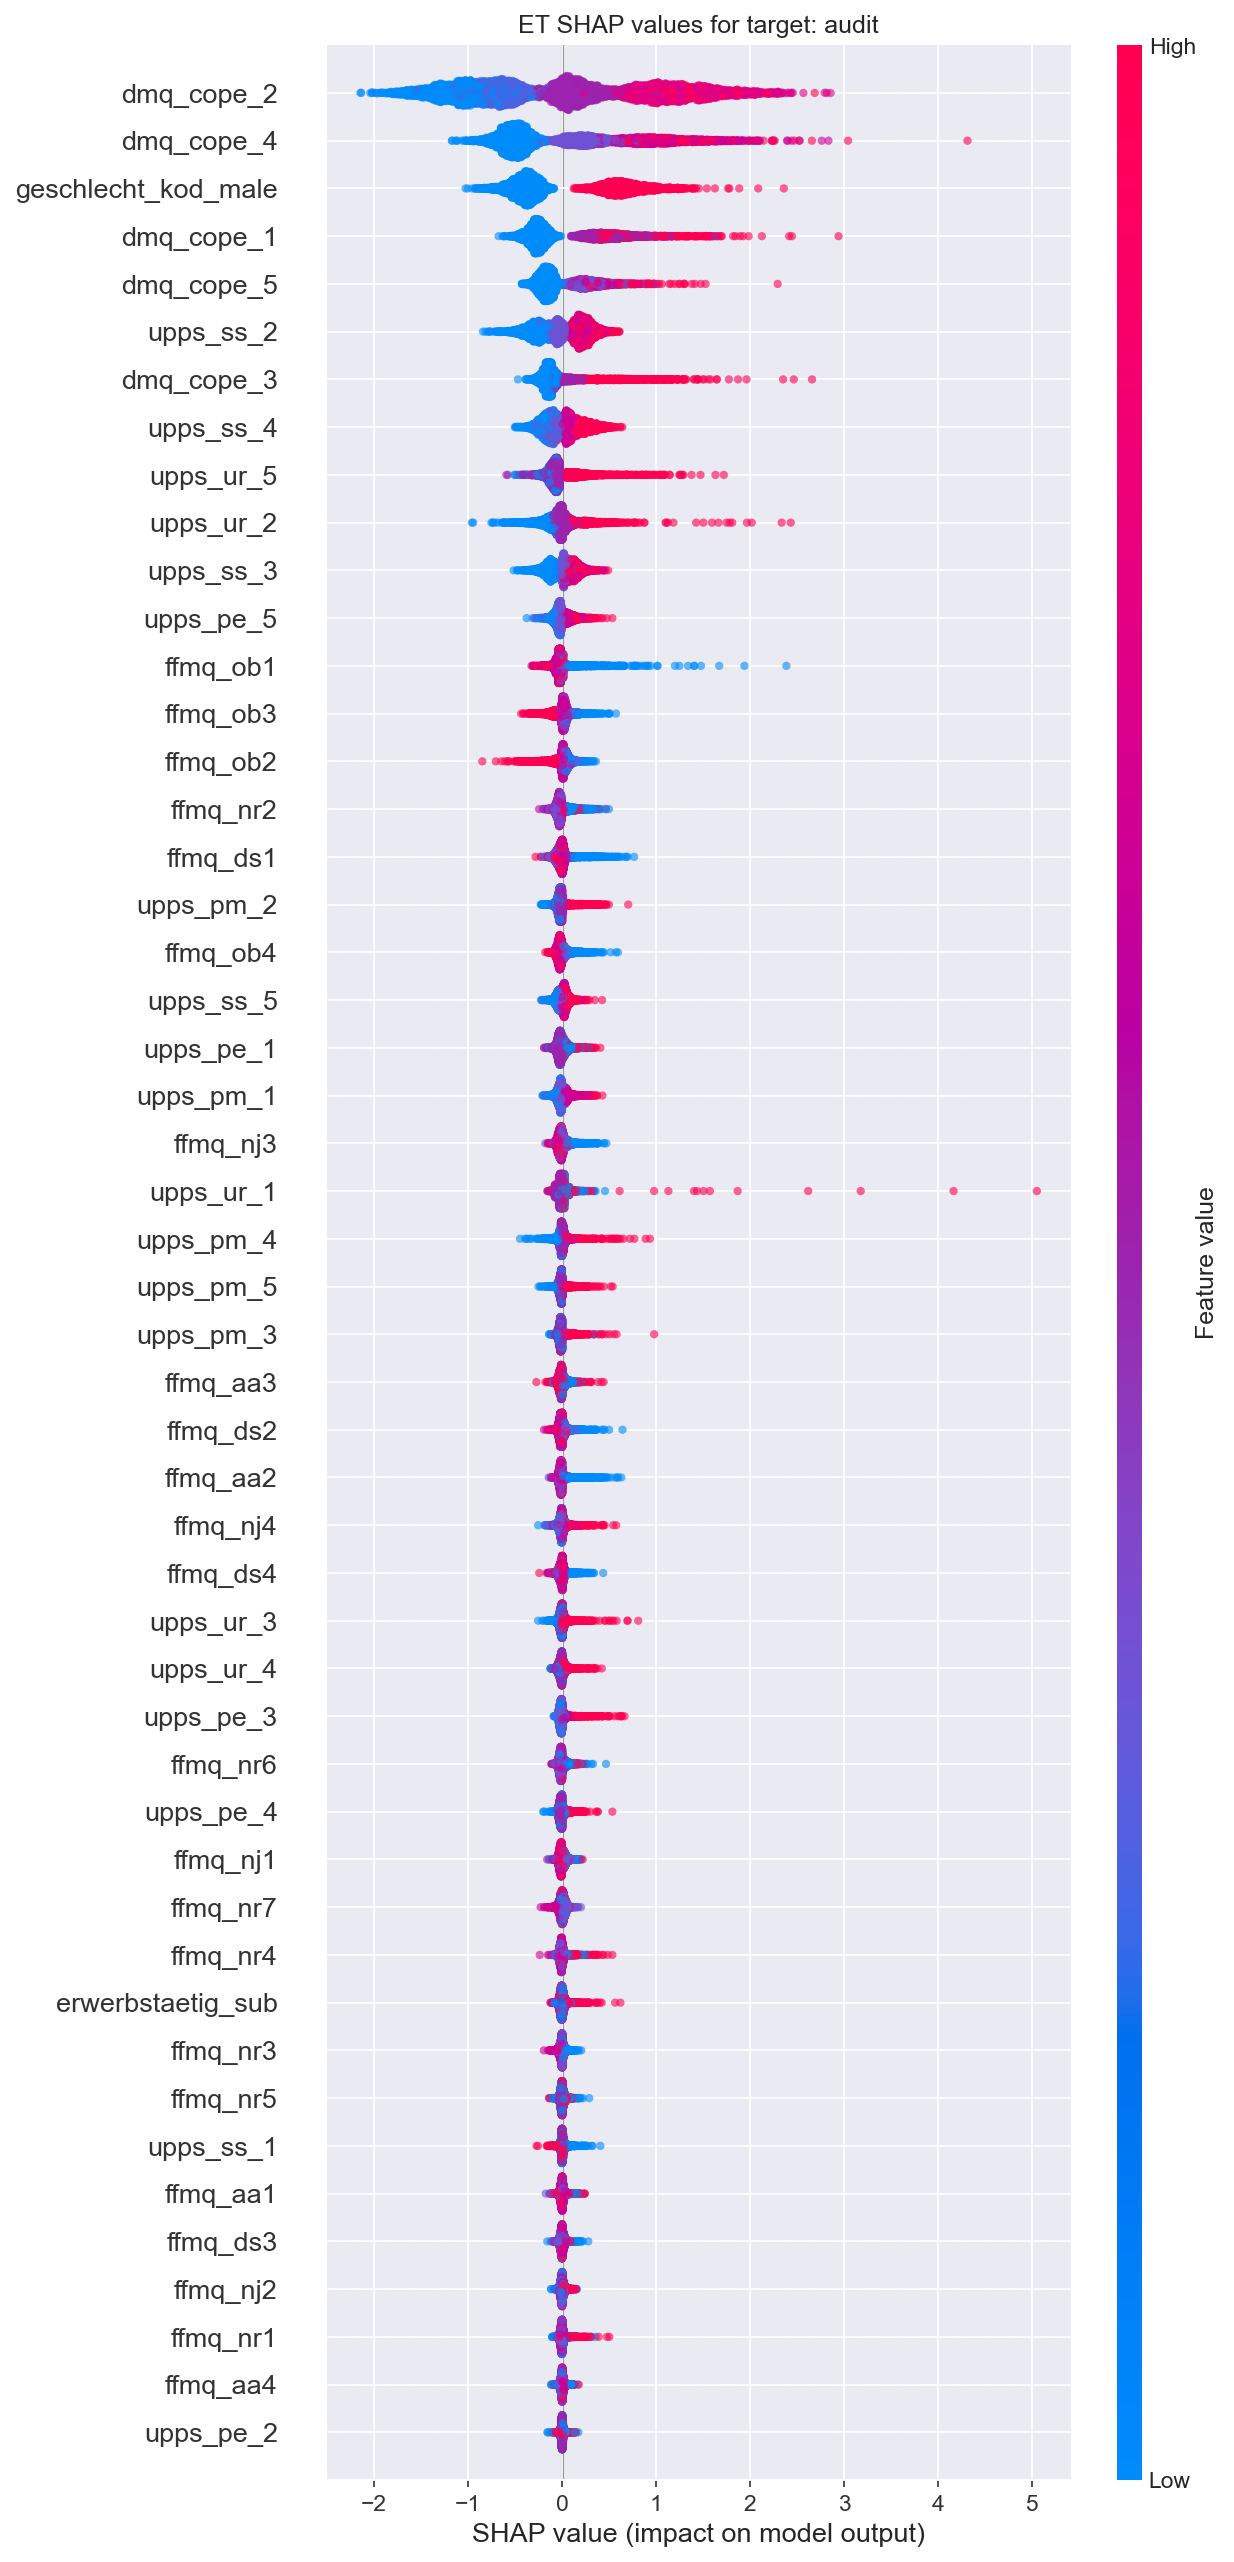 ET SHAP values for target: audit
High
dmq_cope_2
dmq_cope_4
geschlecht_kod_male
dmq_cope_1
dmq_cope_5
upps_ss_2
dmq_cope_3
upps_ss_4
upps_ur_5
upps_ur_2
upps_ss_3
upps_pe_5
ffmq_ob1
ffmq_ob3
ffmq_ob2
ffmq_nr2
ffmq_ds1
upps_pm_2
ffmq_ob4
upps_ss_5
upps_pe_1
upps_pm_1
ffmq_nj3
upps_ur_1
upps_pm_4
upps_pm_5
upps_pm_3
ffmq_aa3
ffmq_ds2
ffmq_aa2
ffmq_nj4
ffmq_ds4
upps_ur_3
upps_ur_4
upps_pe_3
ffmq_nr6
upps_pe_4
ffmq_nj1
ffmq_nr7
ffmq_nr4
erwerbstaetig_sub
ffmq_nr3
ffmq_nr5
upps_ss_1
ffmq_aa1
ffmq_ds3
ffmq_nj2
ffmq_nr1
ffmq_aa4
upps_pe_2
Feature value
Low
−2 −1 0 1 2 3 4 5
SHAP value (impact on model output)